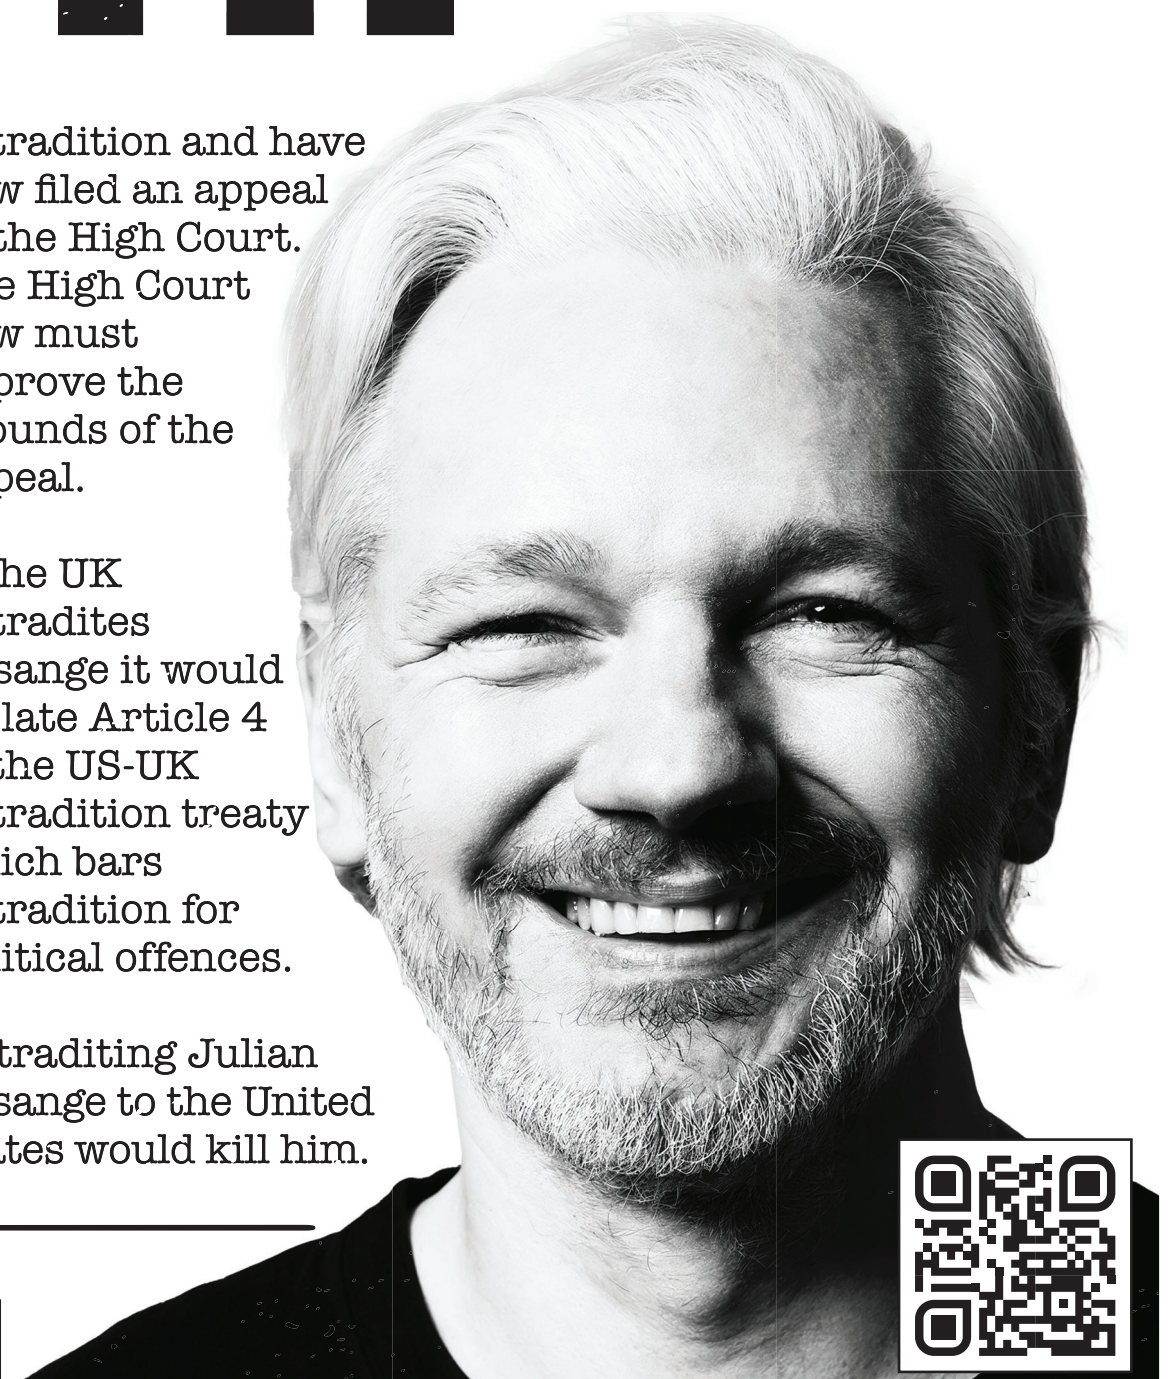 tradition and have
w filed an appeal
the High Court.
e High Court
w must
prove the
ounds of the
peal.
he UK
tradites
sange it would
late Article 4
the US-UK
tradition treaty
ich bars
tradition for
litical offences.
traditing Julian
sange to the United
ates would kill him.